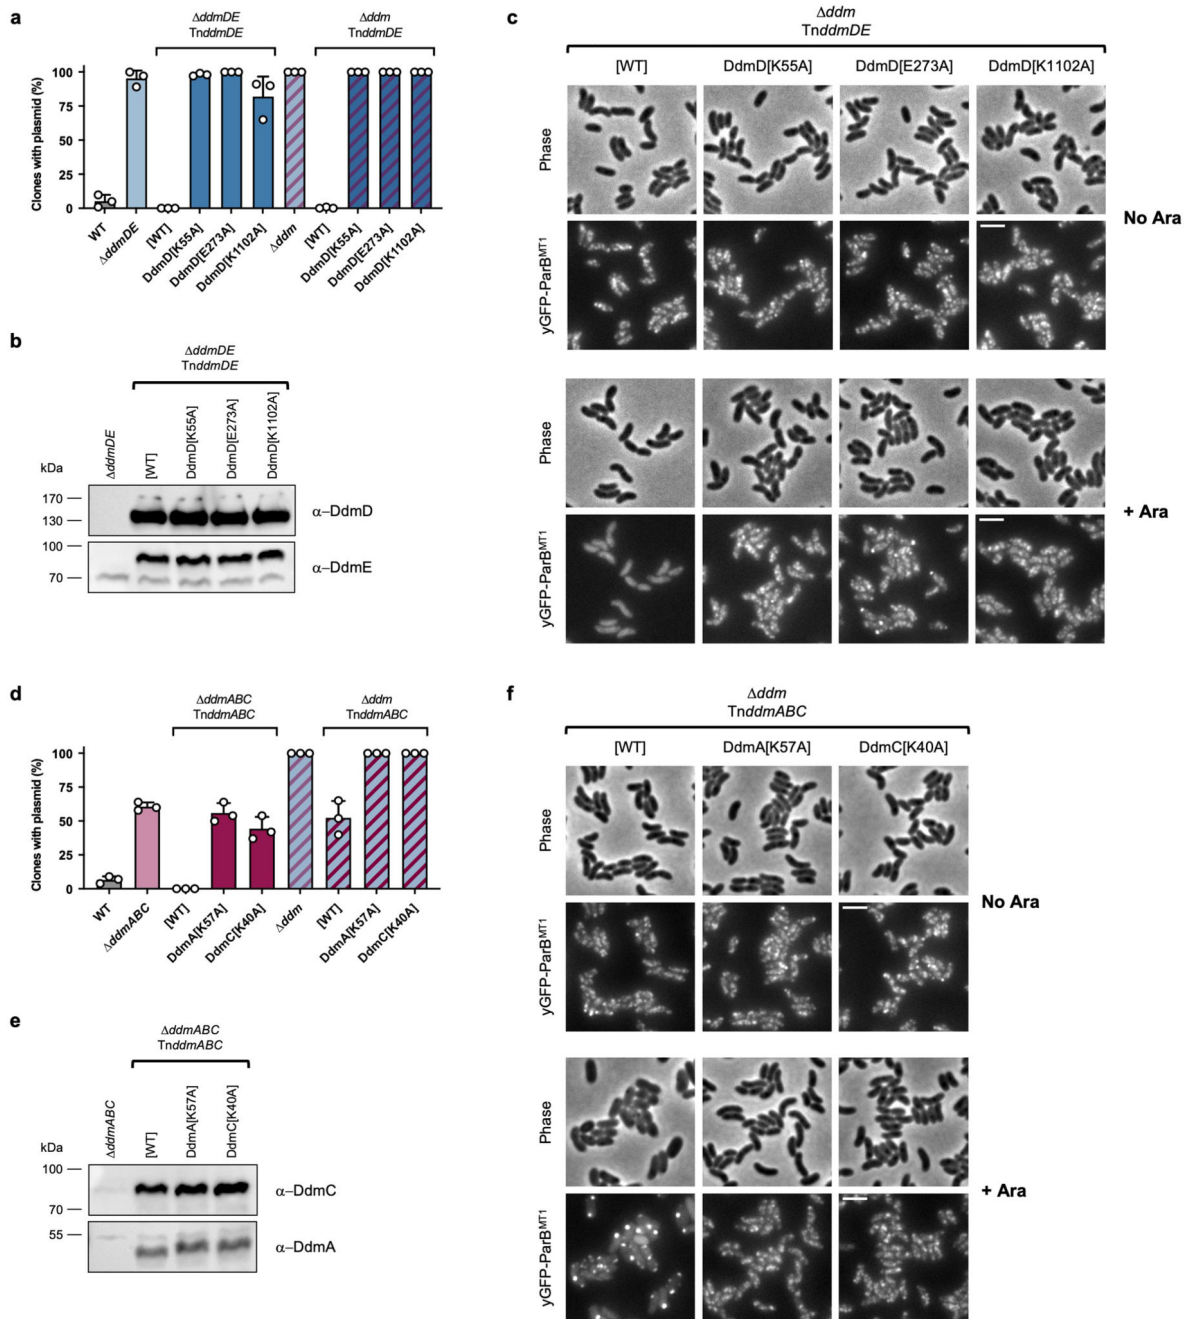 a
ΔddmDE
TnddmDE
Δddm
TnddmDE
Clones with plasmid (%)
100
75
50
25
0
WT
ΔddmDE
[WT]
DdmD[K55A]
DdmD[E273A]
DdmD[K1102A]
Δddm
[WT]
DdmD[K55A]
DdmD[E273A]
DdmD[K1102A]
b
ΔddmDE
TnddmDE
kDa
ΔddmDE
[WT]
DdmD[K55A]
DdmD[E273A]
DdmD[K1102A]
170
130
α–DdmD
100
70
α–DdmE
c
Δddm
TnddmDE
[WT]
DdmD[K55A]
DdmD[E273A]
DdmD[K1102A]
Phase
yGFP-ParBMT1
No Ara
Phase
yGFP-ParBMT1
+ Ara
d
ΔddmABC
TnddmABC
Δddm
TnddmABC
Clones with plasmid (%)
100
75
50
25
0
WT
ΔddmABC
[WT]
DdmA[K57A]
DdmC[K40A]
Δddm
[WT]
DdmA[K57A]
DdmC[K40A]
e
ΔddmABC
TnddmABC
kDa
ΔddmABC
[WT]
DdmA[K57A]
DdmC[K40A]
100
70
α–DdmC
55
α–DdmA
f
Δddm
TnddmABC
[WT]
DdmA[K57A]
DdmC[K40A]
Phase
yGFP-ParBMT1
No Ara
Phase
yGFP-ParBMT1
+ Ara